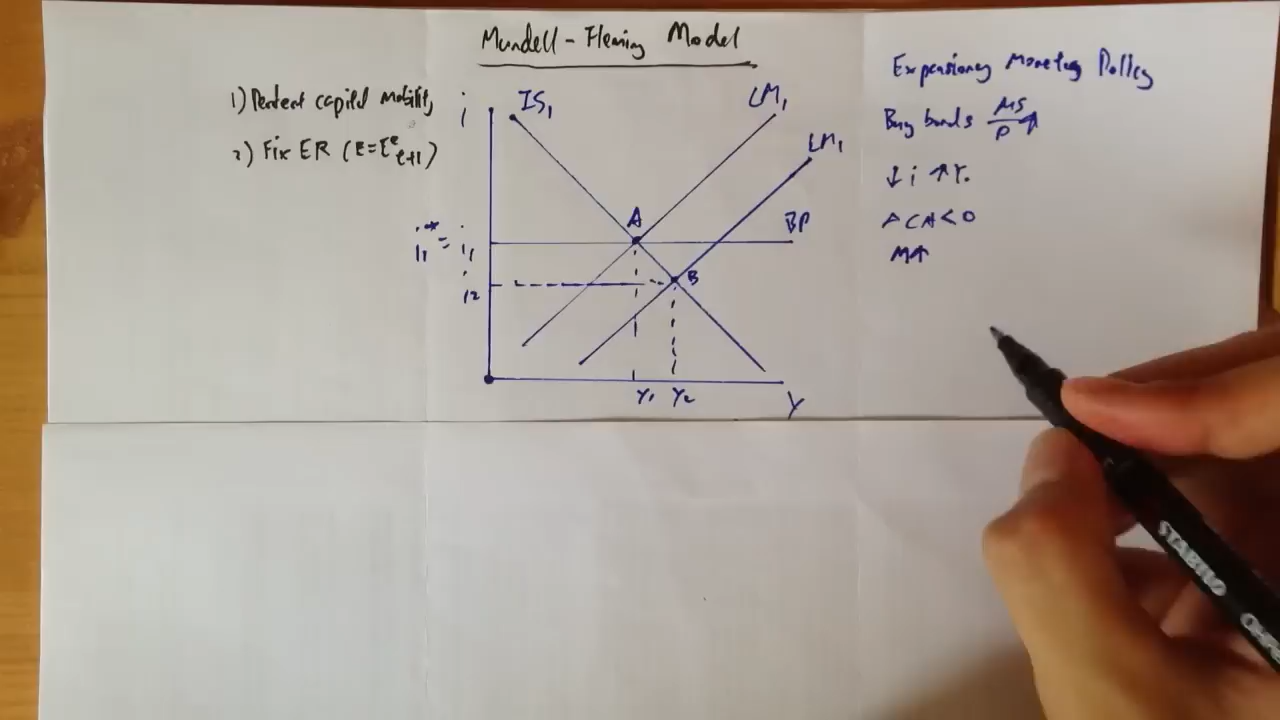 Mundell-Fleming Model
1) Perfect capital mobility
2) Fix ER (E=Eᵉt+1)
i
IS1
LM1
LM1
A
BP
i1* = i1
i2
B
Y1 Y2
Y
Expansionary Monetary Policy
Buy bonds MS/P ↑
↓ i ↑Y.
ΔCA<0
M↑
STABILO